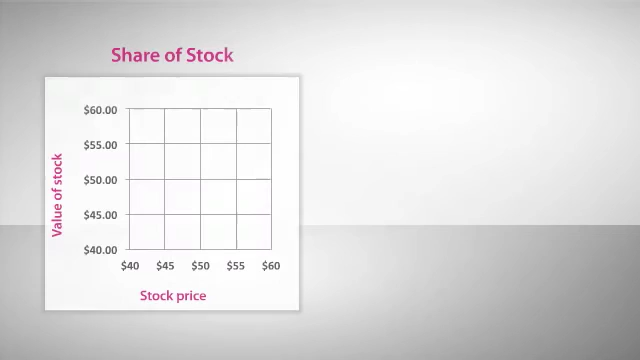 Share of Stock
$60.00
$55.00
$50.00
$45.00
$40.00
Value of stock
$40 $45 $50 $55 $60
Stock price